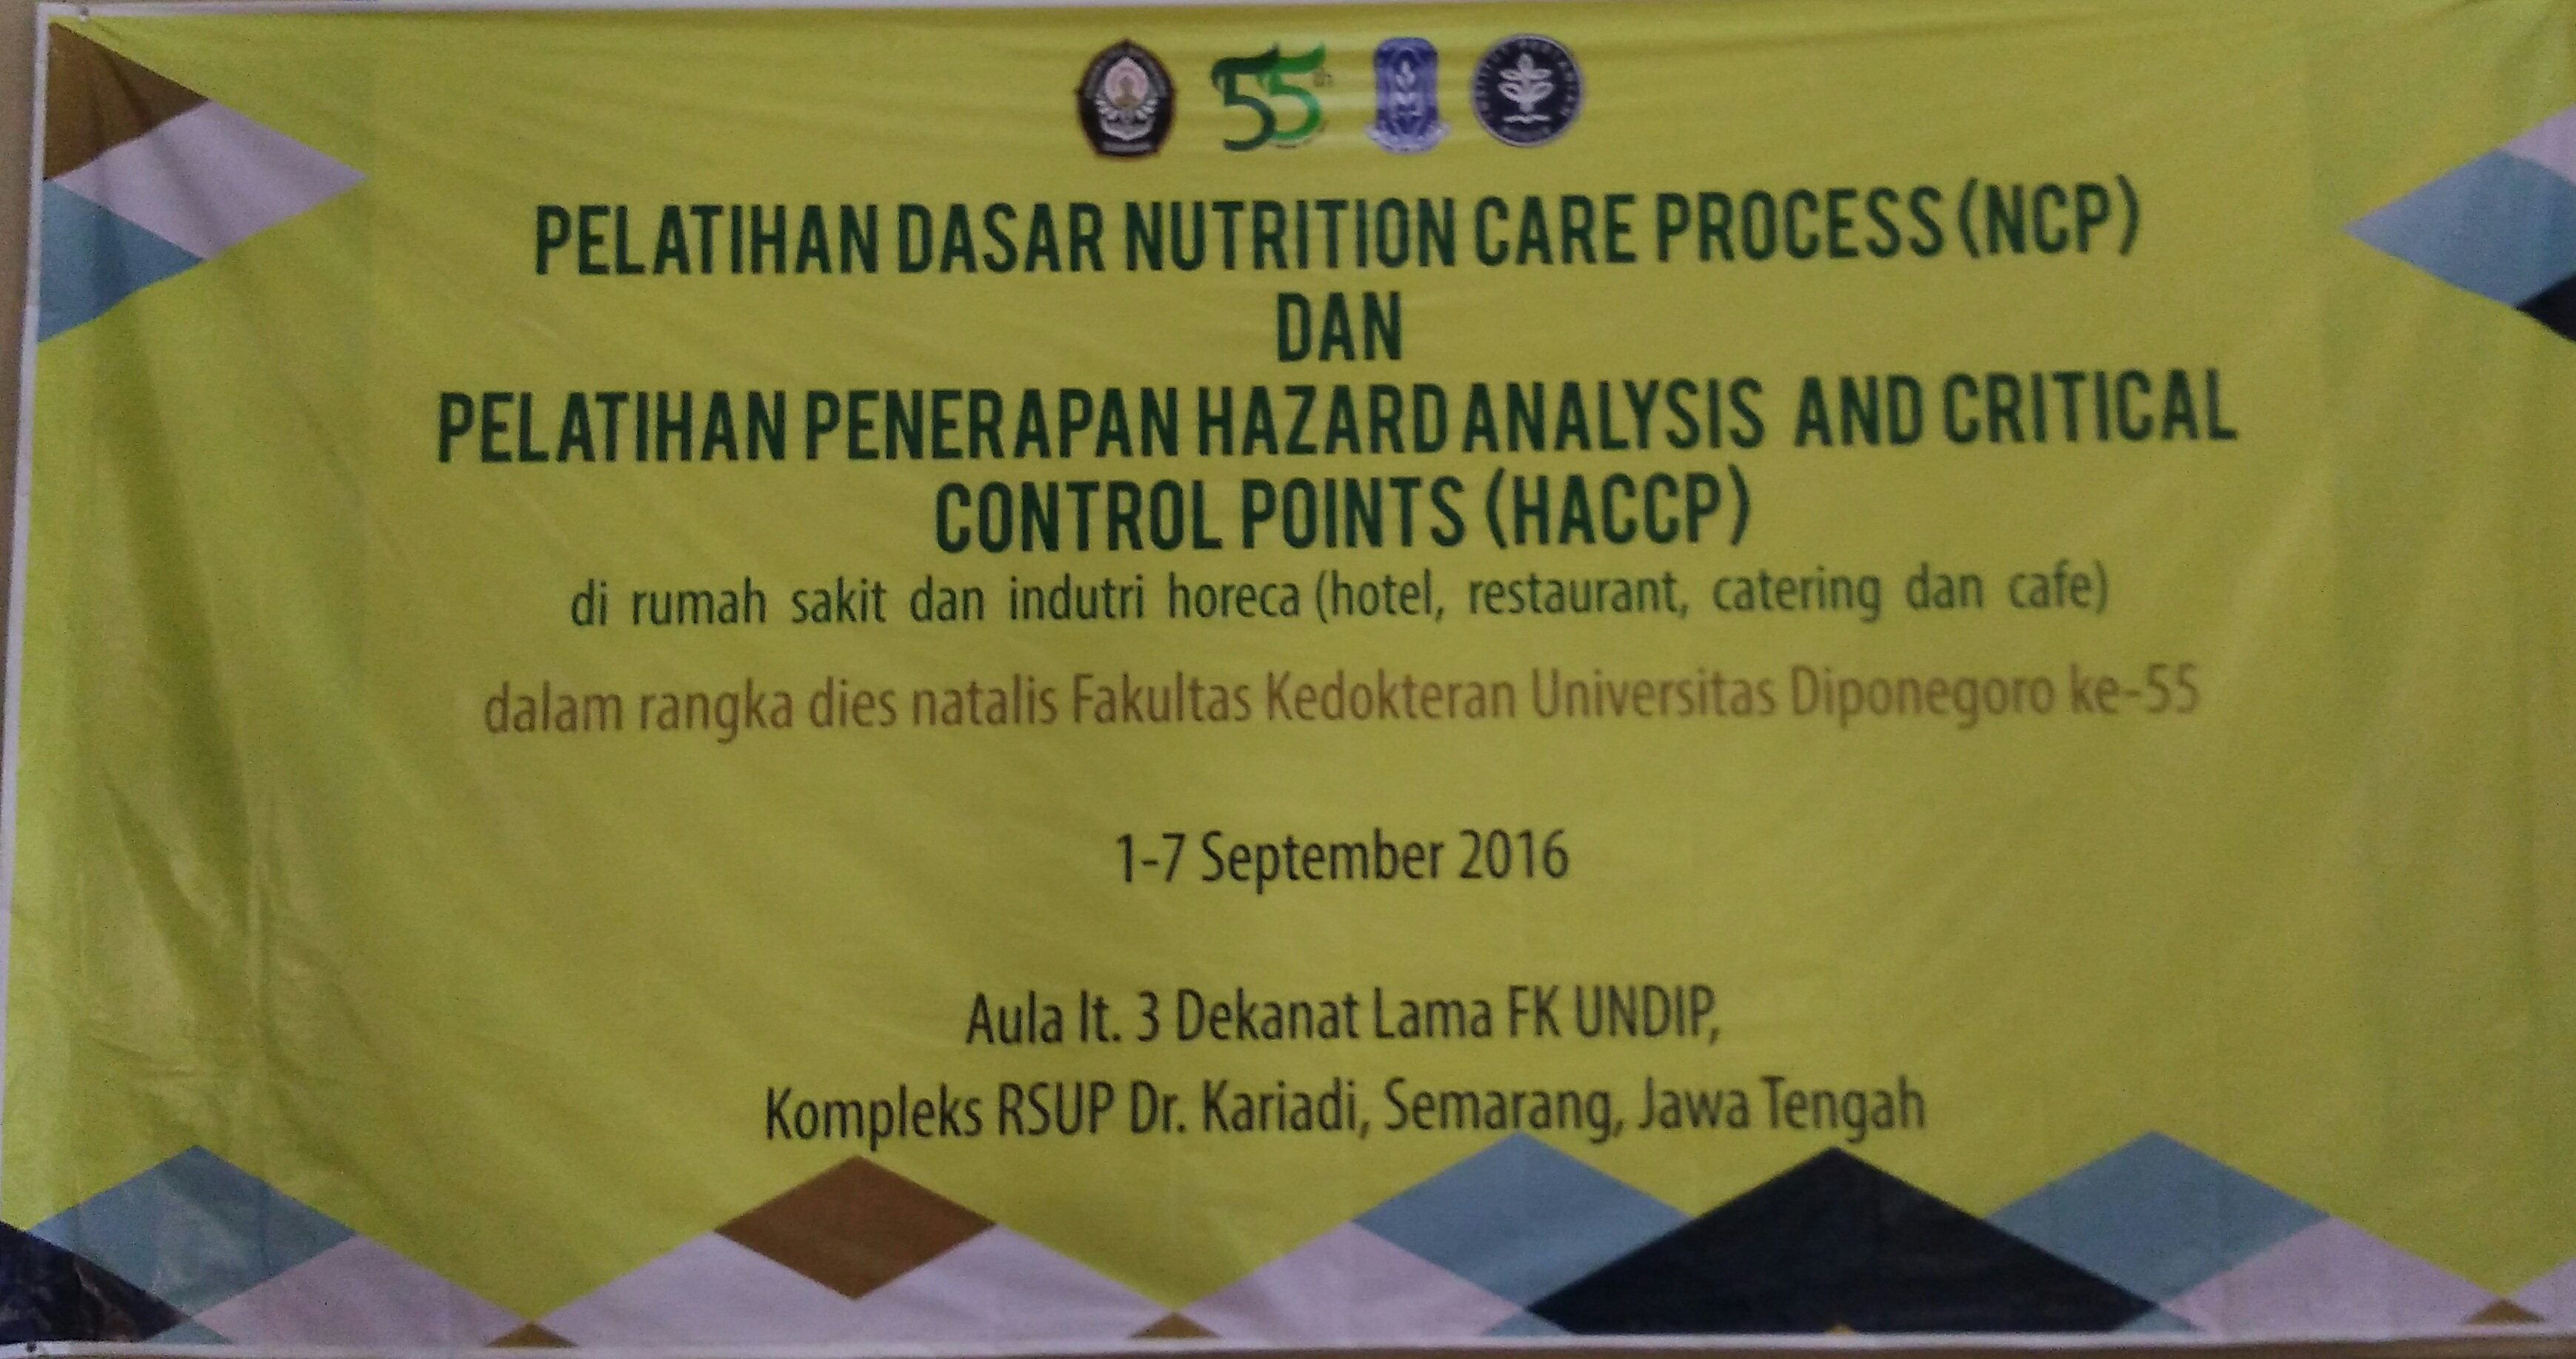 55th
PELATIHAN DASAR NUTRITION CARE PROCESS (NCP)
DAN
PELATIHAN PENERAPAN HAZARD ANALYSIS AND CRITICAL
CONTROL POINTS (HACCP)
di rumah sakit dan indutri horeca (hotel, restaurant, catering dan cafe)
dalam rangka dies natalis Fakultas Kedokteran Universitas Diponegoro ke-55
1-7 September 2016
Aula lt. 3 Dekanat Lama FK UNDIP,
Kompleks RSUP Dr. Kariadi, Semarang, Jawa Tengah